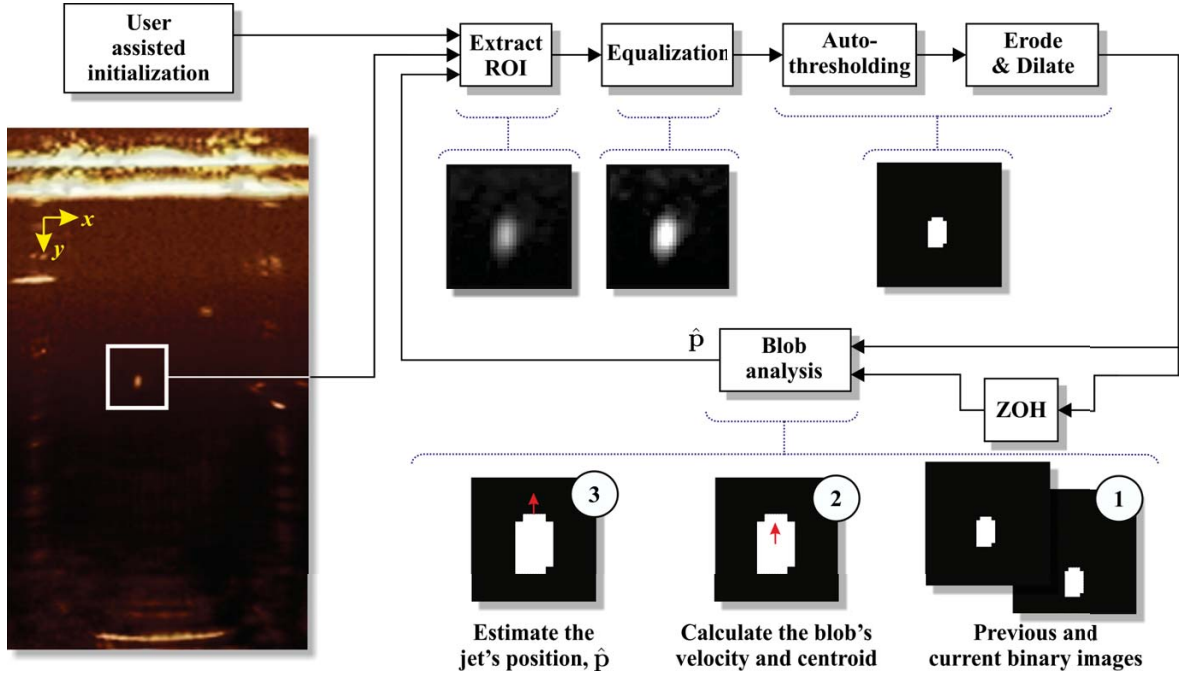 User
assisted
initialization
Extract
ROI
Equalization
Auto-
thresholding
Erode
& Dilate
x
y
p̂
Blob
analysis
ZOH
3
2
1
Estimate the
jet's position, p̂
Calculate the blob's
velocity and centroid
Previous and
current binary images